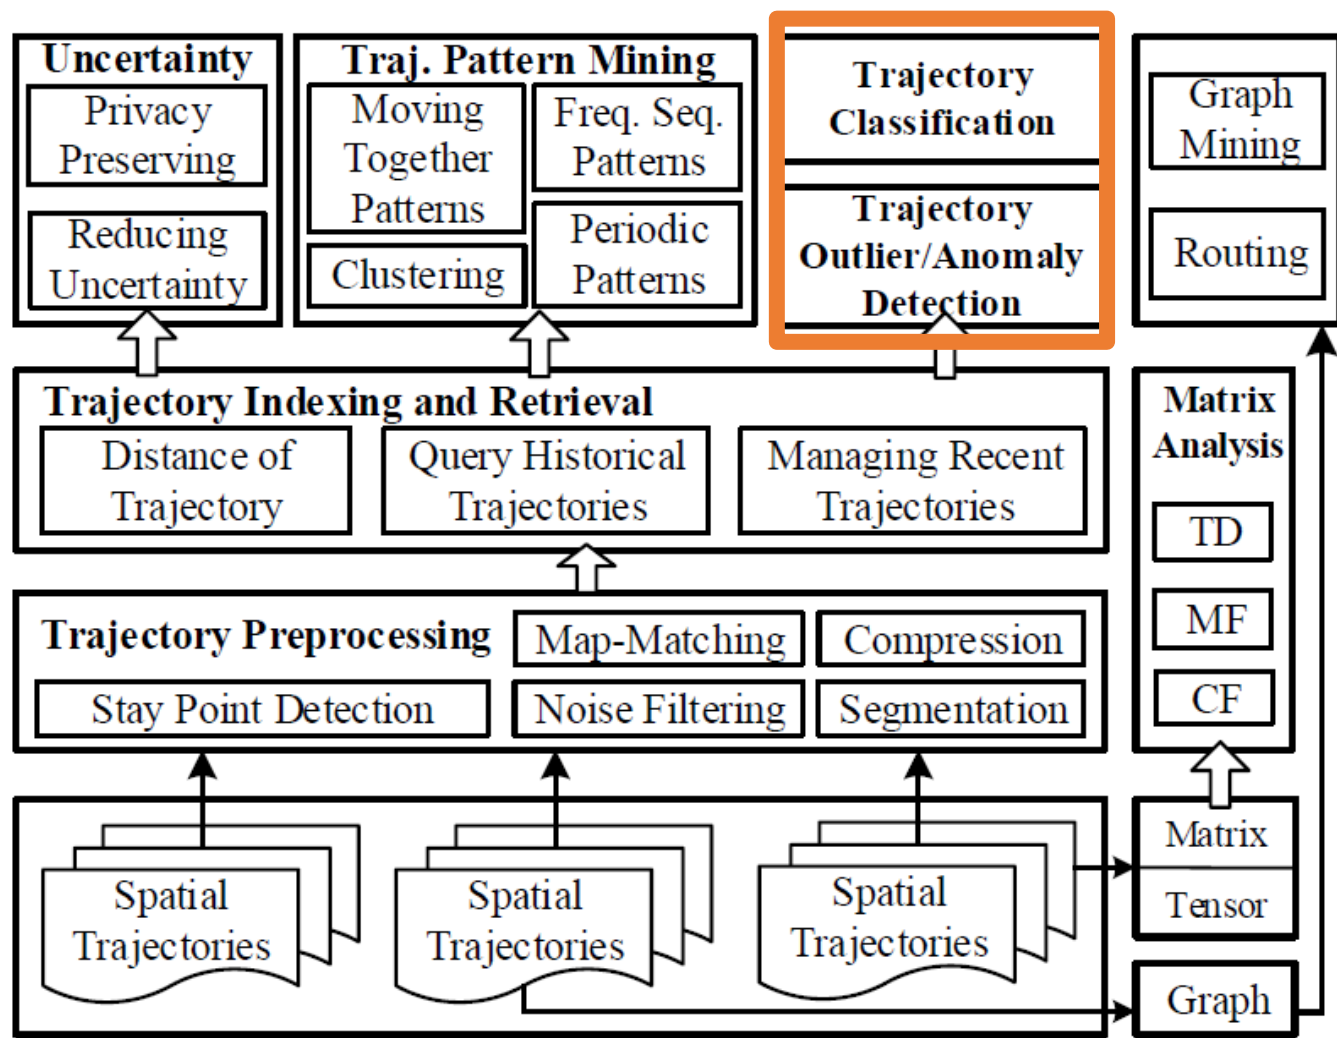 Uncertainty
Privacy
Preserving
Reducing
Uncertainty
Traj. Pattern Mining
Moving
Together
Patterns
Freq. Seq.
Patterns
Clustering
Periodic
Patterns
Trajectory
Classification
Trajectory
Outlier/Anomaly
Detection
Graph
Mining
Routing
Trajectory Indexing and Retrieval
Distance of
Trajectory
Query Historical
Trajectories
Managing Recent
Trajectories
Matrix
Analysis
TD
MF
CF
Trajectory Preprocessing
Map-Matching
Compression
Stay Point Detection
Noise Filtering
Segmentation
Spatial
Trajectories
Spatial
Trajectories
Spatial
Trajectories
Matrix
Tensor
Graph